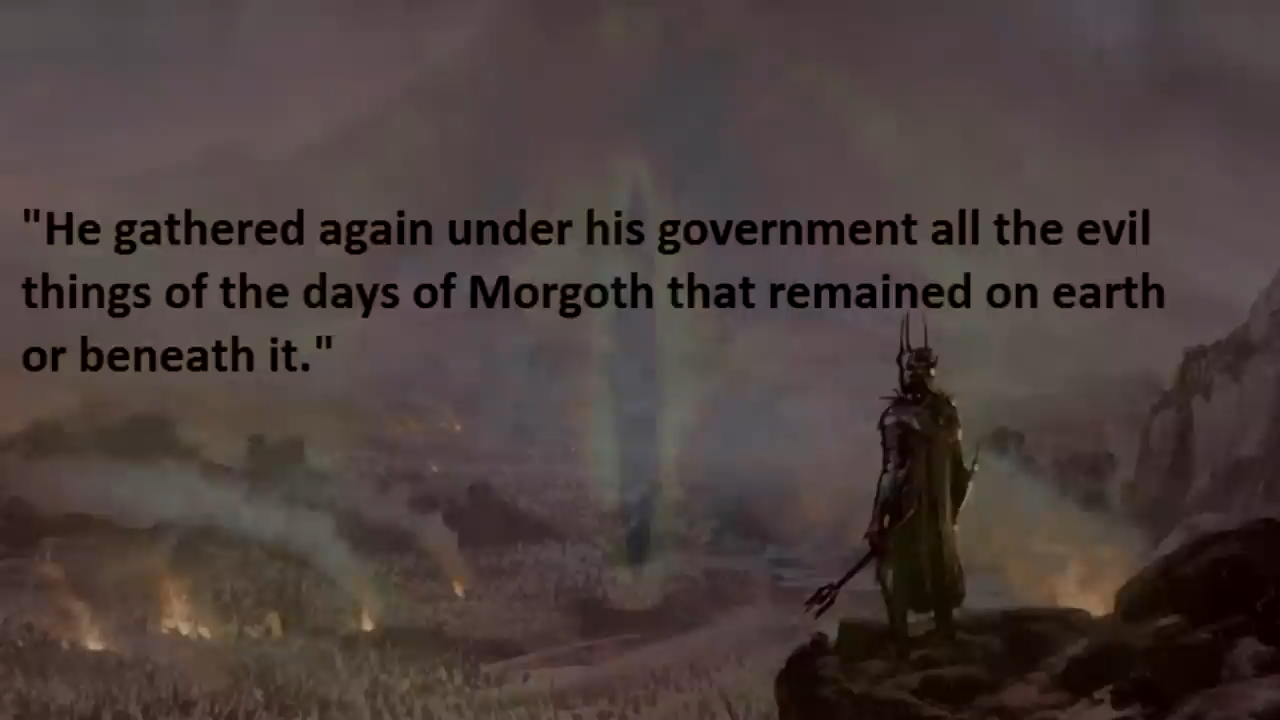 "He gathered again under his government all the evil
things of the days of Morgoth that remained on earth
or beneath it."